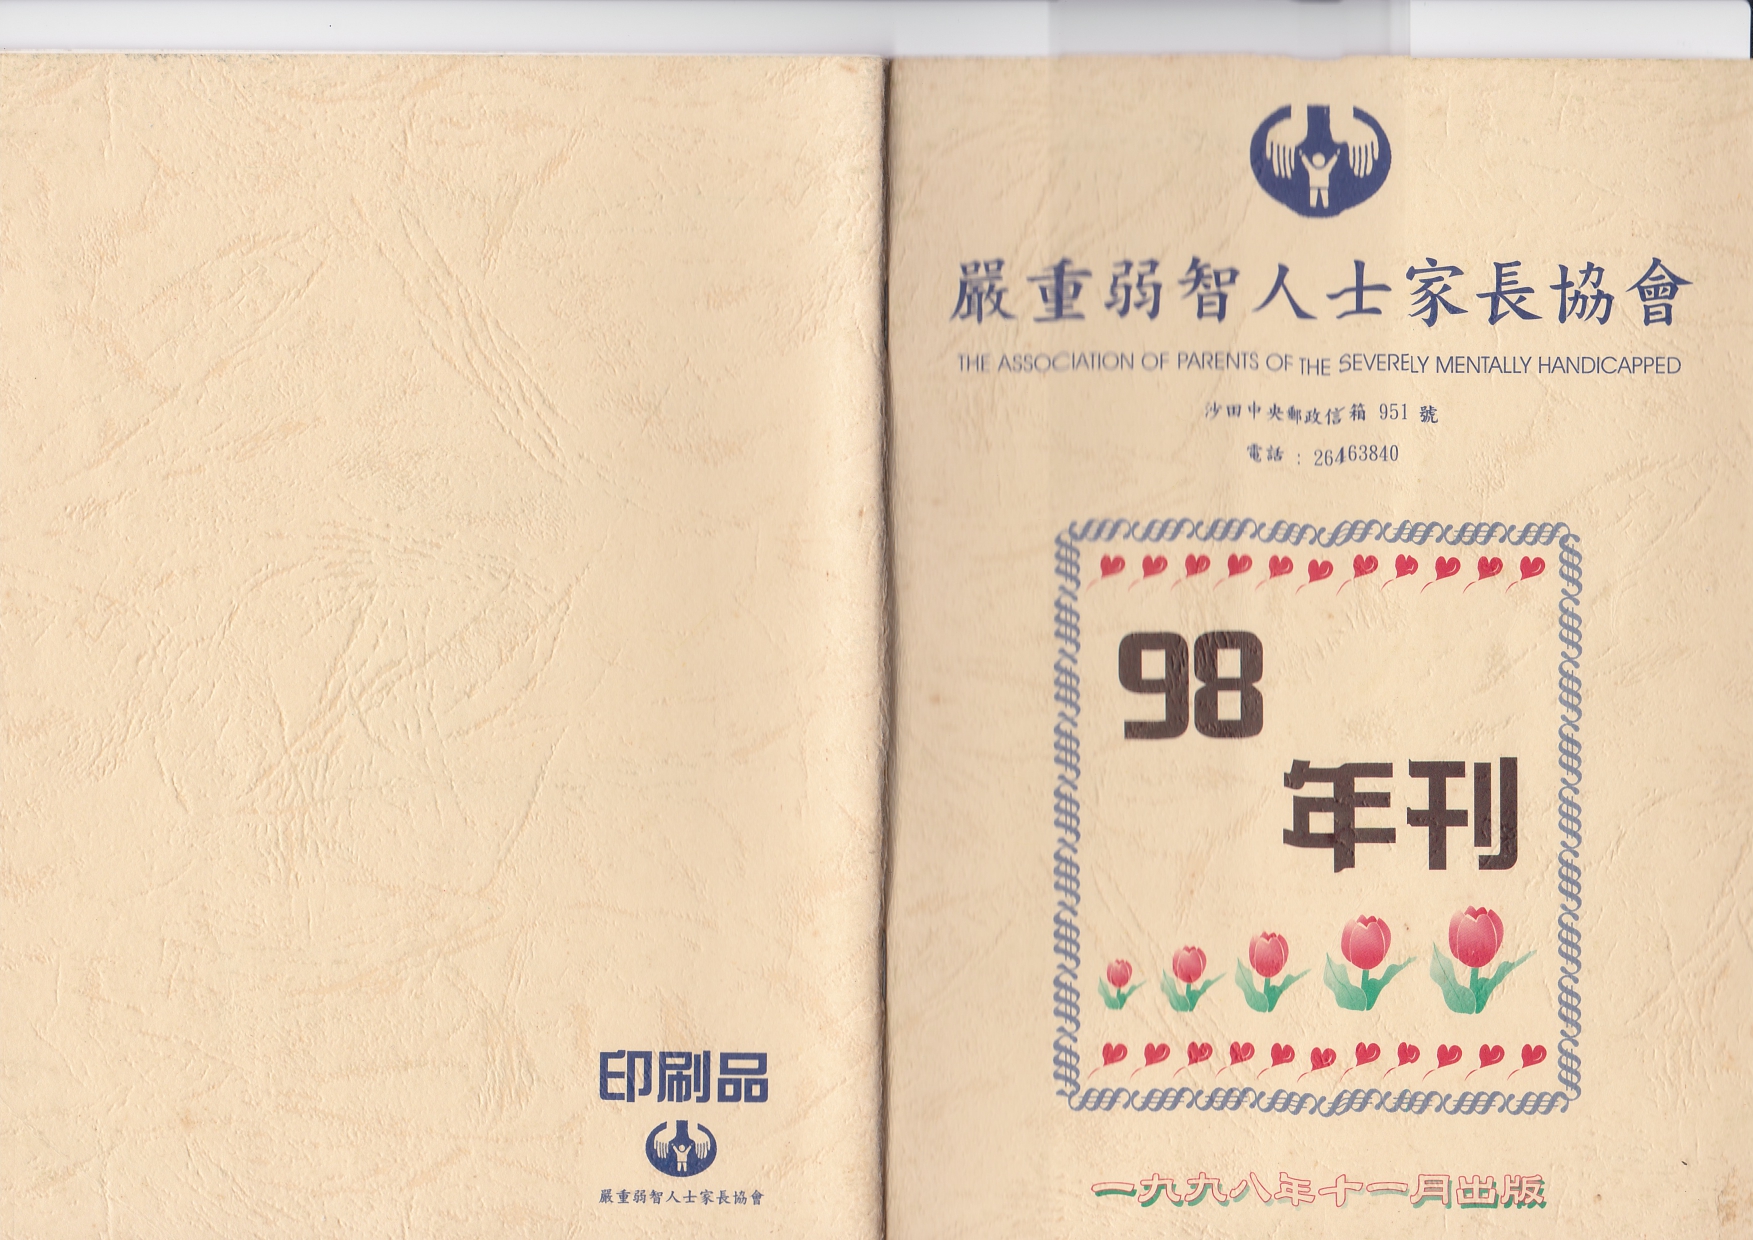 印刷品
嚴重弱智人士家長協會
嚴重弱智人士家長協會
THE ASSOCIATION OF PARENTS OF THE SEVERELY MENTALLY HANDICAPPED
沙田中央郵政信箱 951 號
電話 : 26463840
98
年刊
一九九八年十一月出版